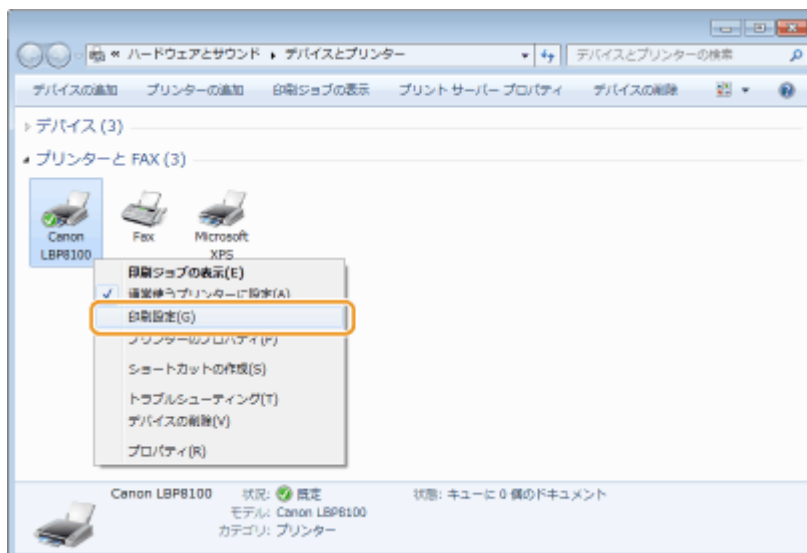 « ハードウェアとサウンド ▸ デバイスとプリンター
デバイスとプリンターの検索
デバイスの追加 プリンターの追加 印刷ジョブの表示 プリント サーバー プロパティ デバイスの削除
デバイス (3)
プリンターと FAX (3)
Canon LBP8100
Fax
Microsoft XPS
印刷ジョブの表示(E)
通常使うプリンターに設定(A)
印刷設定(G)
プリンターのプロパティ(P)
ショートカットの作成(S)
トラブルシューティング(T)
デバイスの削除(V)
プロパティ(R)
Canon LBP8100 状況: 既定 状態: キューに 0 個のドキュメント
モデル: Canon LBP8100
カテゴリ: プリンター